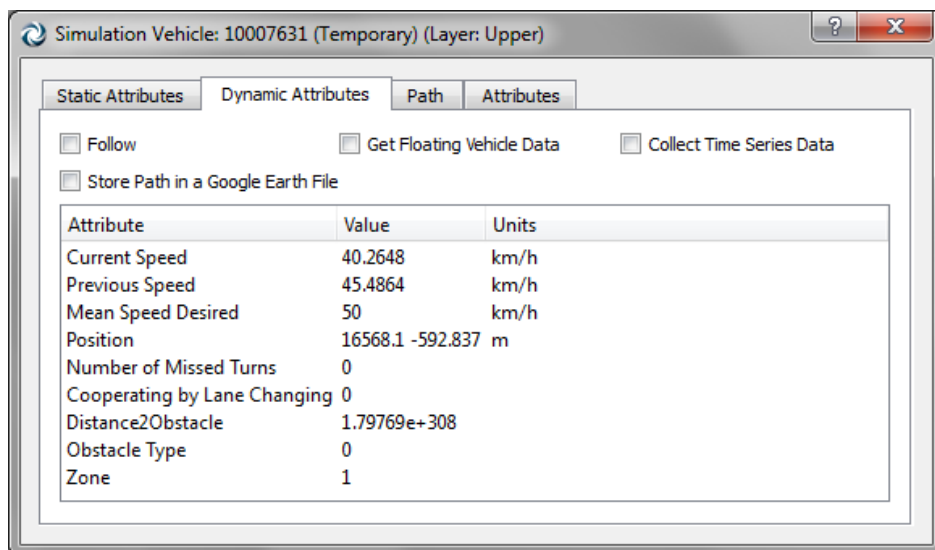 Simulation Vehicle: 10007631 (Temporary) (Layer: Upper)
Static Attributes Dynamic Attributes Path Attributes
Follow Get Floating Vehicle Data Collect Time Series Data
Store Path in a Google Earth File
Attribute Value Units
Current Speed 40.2648 km/h
Previous Speed 45.4864 km/h
Mean Speed Desired 50 km/h
Position 16568.1 -592.837 m
Number of Missed Turns 0
Cooperating by Lane Changing 0
Distance2Obstacle 1.79769e+308
Obstacle Type 0
Zone 1